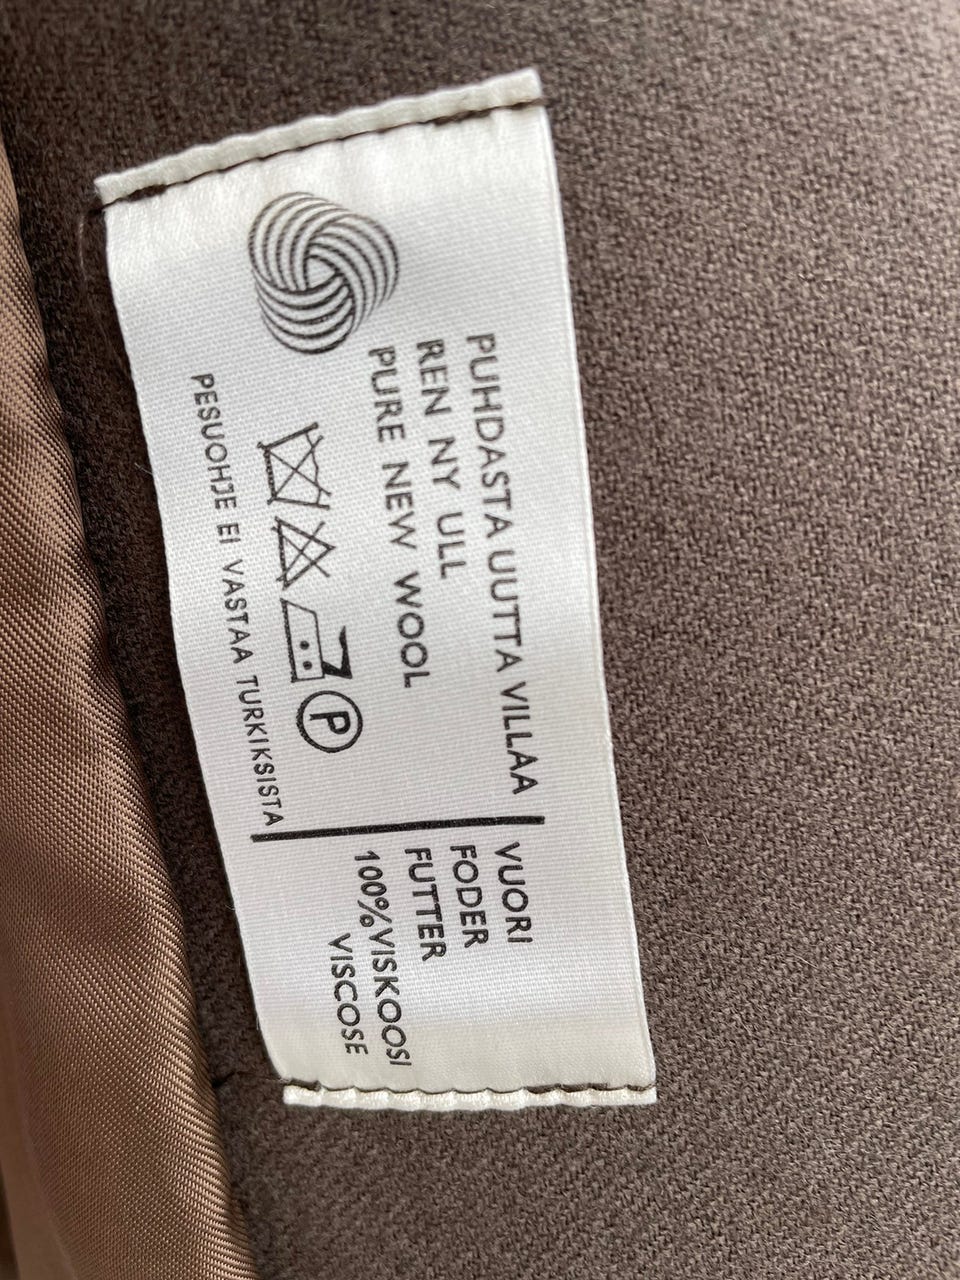 PUHDASTA UUTTA VILLAA
REN NY ULL
PURE NEW WOOL
P
PESUOHJE EI VASTAA TURKIKSISTA
VUORI
FODER
FUTTER
100% VISKOOSI
VISCOSE